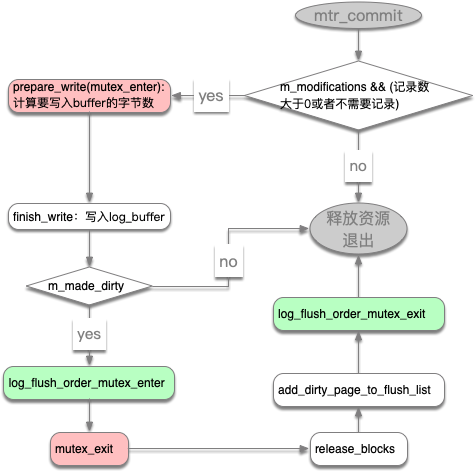 mtr_commit
m_modifications && (记录数
大于0或者不需要记录)
yes
prepare_write(mutex_enter):
计算要写入buffer的字节数
no
finish_write：写入log_buffer
释放资源
退出
no
m_made_dirty
yes
log_flush_order_mutex_exit
log_flush_order_mutex_enter
add_dirty_page_to_flush_list
mutex_exit
release_blocks